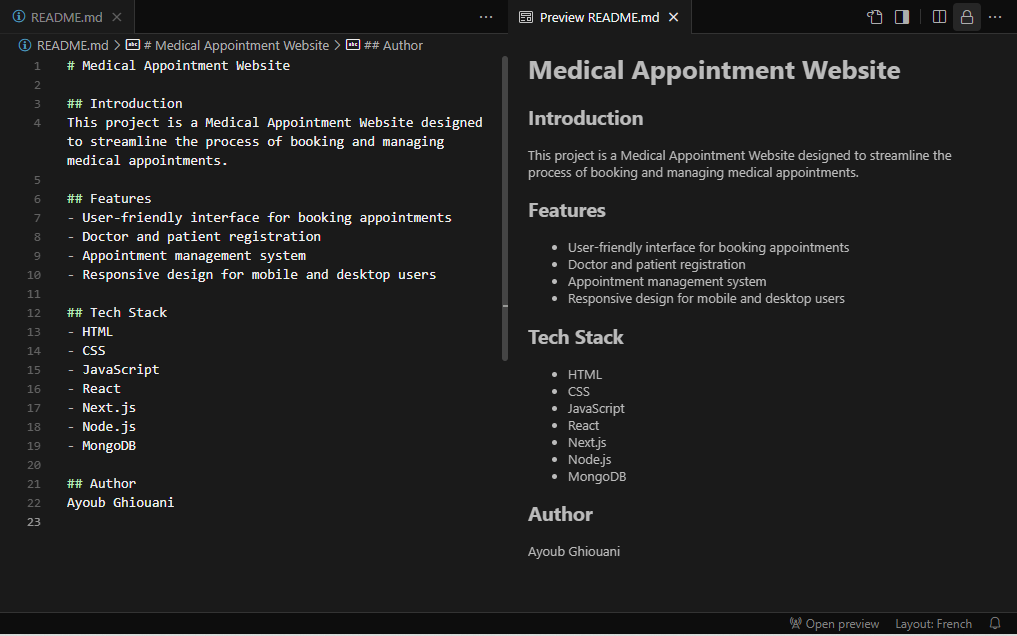 README.md
Preview README.md
README.md > # Medical Appointment Website > ## Author
1 # Medical Appointment Website
2
3 ## Introduction
4 This project is a Medical Appointment Website designed
to streamline the process of booking and managing
medical appointments.
5
6 ## Features
7 - User-friendly interface for booking appointments
8 - Doctor and patient registration
9 - Appointment management system
10 - Responsive design for mobile and desktop users
11
12 ## Tech Stack
13 - HTML
14 - CSS
15 - JavaScript
16 - React
17 - Next.js
18 - Node.js
19 - MongoDB
20
21 ## Author
22 Ayoub Ghiouani
23
Medical Appointment Website
Introduction
This project is a Medical Appointment Website designed to streamline the
process of booking and managing medical appointments.
Features
• User-friendly interface for booking appointments
• Doctor and patient registration
• Appointment management system
• Responsive design for mobile and desktop users
Tech Stack
• HTML
• CSS
• JavaScript
• React
• Next.js
• Node.js
• MongoDB
Author
Ayoub Ghiouani
Open preview
Layout: French